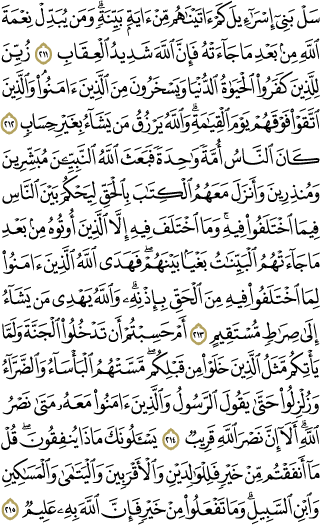 سَلْ بَنِىٓ إِسْرَٰٓءِيلَ كَمْ ءَاتَيْنَٰهُم مِّنْ ءَايَةٍۭ بَيِّنَةٍۗ وَمَن يُبَدِّلْ نِعْمَةَ
ٱللَّهِ مِنۢ بَعْدِ مَا جَآءَتْهُ فَإِنَّ ٱللَّهَ شَدِيدُ ٱلْعِقَابِ ٢١١ زُيِّنَ
لِلَّذِينَ كَفَرُوا۟ ٱلْحَيَوٰةُ ٱلدُّنْيَا وَيَسْخَرُونَ مِنَ ٱلَّذِينَ ءَامَنُوا۟ۘ وَٱلَّذِينَ
ٱتَّقَوْا۟ فَوْقَهُمْ يَوْمَ ٱلْقِيَٰمَةِۗ وَٱللَّهُ يَرْزُقُ مَن يَشَآءُ بِغَيْرِ حِسَابٍ ٢١٢
كَانَ ٱلنَّاسُ أُمَّةً وَٰحِدَةً فَبَعَثَ ٱللَّهُ ٱلنَّبِيِّـۧنَ مُبَشِّرِينَ
وَمُنذِرِينَ وَأَنزَلَ مَعَهُمُ ٱلْكِتَٰبَ بِٱلْحَقِّ لِيَحْكُمَ بَيْنَ ٱلنَّاسِ
فِيمَا ٱخْتَلَفُوا۟ فِيهِۚ وَمَا ٱخْتَلَفَ فِيهِ إِلَّا ٱلَّذِينَ أُوتُوهُ مِنۢ بَعْدِ
مَا جَآءَتْهُمُ ٱلْبَيِّنَٰتُ بَغْيًۢا بَيْنَهُمْۖ فَهَدَى ٱللَّهُ ٱلَّذِينَ ءَامَنُوا۟
لِمَا ٱخْتَلَفُوا۟ فِيهِ مِنَ ٱلْحَقِّ بِإِذْنِهِۦۗ وَٱللَّهُ يَهْدِى مَن يَشَآءُ
إِلَىٰ صِرَٰطٍ مُّسْتَقِيمٍ ٢١٣ أَمْ حَسِبْتُمْ أَن تَدْخُلُوا۟ ٱلْجَنَّةَ وَلَمَّا
يَأْتِكُم مَّثَلُ ٱلَّذِينَ خَلَوْا۟ مِن قَبْلِكُمۖ مَّسَّتْهُمُ ٱلْبَأْسَآءُ وَٱلضَّرَّآءُ
وَزُلْزِلُوا۟ حَتَّىٰ يَقُولَ ٱلرَّسُولُ وَٱلَّذِينَ ءَامَنُوا۟ مَعَهُۥ مَتَىٰ نَصْرُ
ٱللَّهِۗ أَلَآ إِنَّ نَصْرَ ٱللَّهِ قَرِيبٌ ٢١٤ يَسْـَٔلُونَكَ مَاذَا يُنفِقُونَۖ قُلْ
مَآ أَنفَقْتُم مِّنْ خَيْرٍ فَلِلْوَٰلِدَيْنِ وَٱلْأَقْرَبِينَ وَٱلْيَتَٰمَىٰ وَٱلْمَسَٰكِينِ
وَٱبْنِ ٱلسَّبِيلِۗ وَمَا تَفْعَلُوا۟ مِنْ خَيْرٍ فَإِنَّ ٱللَّهَ بِهِۦ عَلِيمٌ ٢١٥